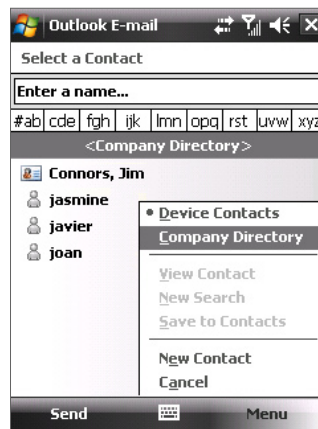 Outlook E-mail
Select a Contact
Enter a name...
#ab cde fgh ijk lmn opq rst uvw xyz
<Company Directory>
Connors, Jim
jasmine
javier
joan
Device Contacts
Company Directory
View Contact
New Search
Save to Contacts
New Contact
Cancel
Send Menu